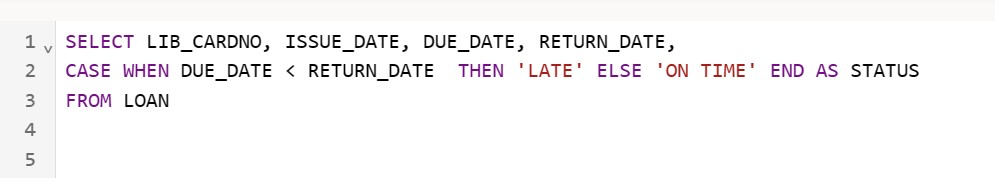 1 SELECT LIB_CARDNO, ISSUE_DATE, DUE_DATE, RETURN_DATE,
2 CASE WHEN DUE_DATE < RETURN_DATE  THEN 'LATE' ELSE 'ON TIME' END AS STATUS
3 FROM LOAN
4
5